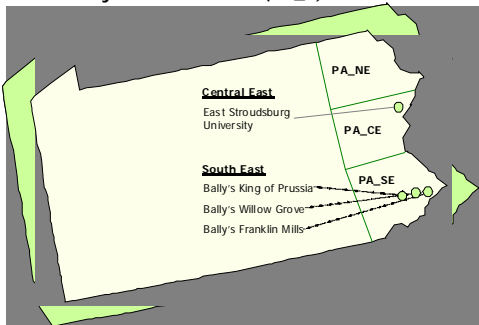 PA_NE
Central East
East Stroudsburg
University
PA_CE
South East
PA_SE
Bally's King of Prussia
Bally's Willow Grove
Bally's Franklin Mills